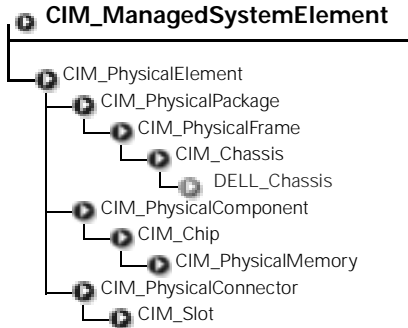 CIM_ManagedSystemElement
CIM_PhysicalElement
CIM_PhysicalPackage
CIM_PhysicalFrame
CIM_Chassis
DELL_Chassis
CIM_PhysicalComponent
CIM_Chip
CIM_PhysicalMemory
CIM_PhysicalConnector
CIM_Slot